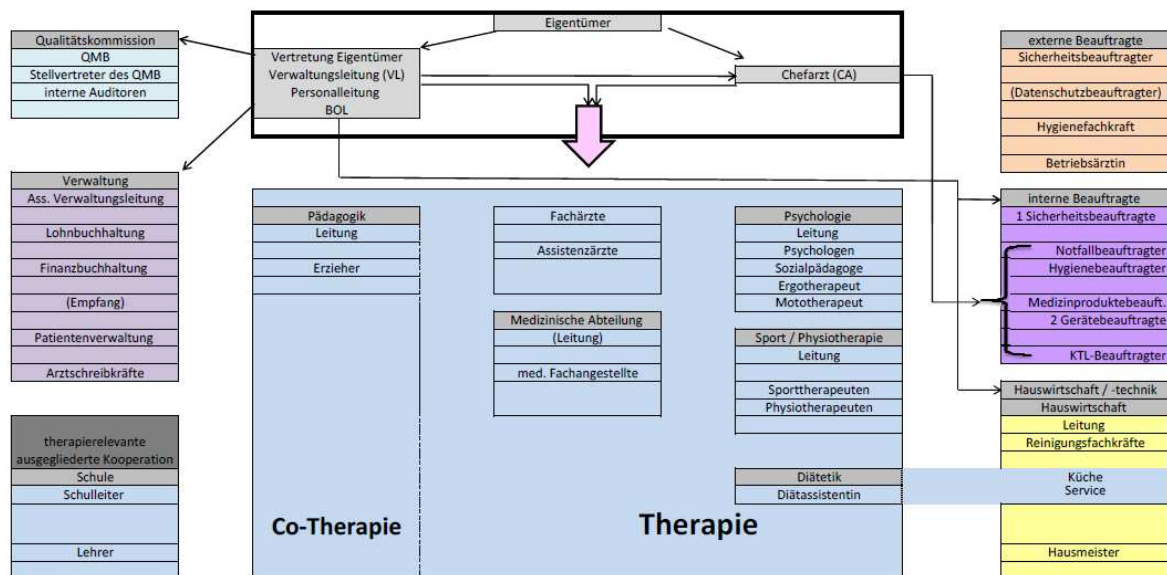 Eigentümer
Qualitätskommission
QMB
Stellvertreter des QMB
interne Auditoren
Vertretung Eigentümer
Verwaltungsleitung (VL)
Personalleitung
BOL
Chefarzt (CA)
externe Beauftragte
Sicherheitsbeauftragter
(Datenschutzbeauftragter)
Hygienefachkraft
Betriebsärztin
Verwaltung
Ass. Verwaltungsleitung
Lohnbuchhaltung
Finanzbuchhaltung
(Empfang)
Patientenverwaltung
Arztschreibkräfte
Pädagogik
Leitung
Erzieher
Fachärzte
Assistenzärzte
Medizinische Abteilung
(Leitung)
med. Fachangestellte
Psychologie
Leitung
Psychologen
Sozialpädagoge
Ergotherapeut
Mototherapeut
Sport / Physiotherapie
Leitung
Sporttherapeuten
Physiotherapeuten
Diätetik
Diätassistentin
interne Beauftragte
1 Sicherheitsbeauftragte
Notfallbeauftragter
Hygienebeauftragter
Medizinproduktebeauft.
2 Gerätebeauftragte
KTL-Beauftragter
Hauswirtschaft / -technik
Hauswirtschaft
Leitung
Reinigungsfachkräfte
Küche
Service
Hausmeister
therapierelevante
ausgegliederte Kooperation
Schule
Schulleiter
Lehrer
Co-Therapie
Therapie